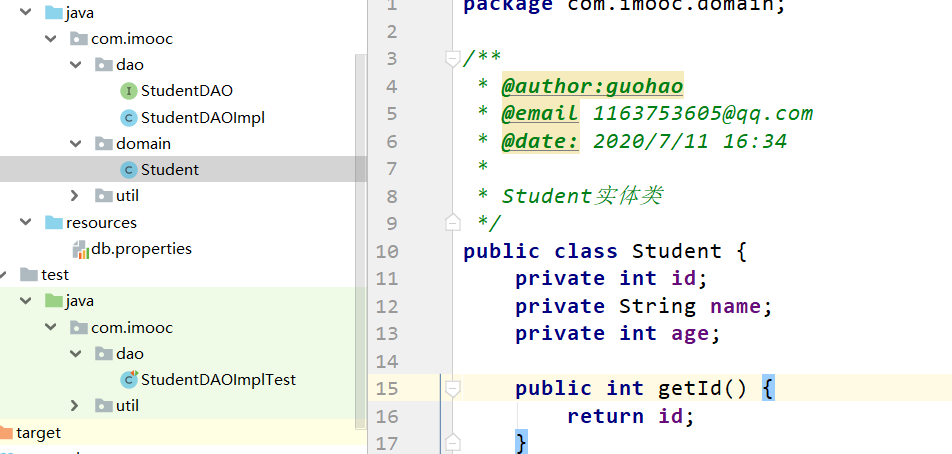 java
com.imooc
dao
StudentDAO
StudentDAOImpl
domain
Student
util
resources
db.properties
test
java
com.imooc
dao
StudentDAOImplTest
util
target
1 package com.imooc.domain;
2
3 /**
4 * @author:guohao
5 * @email 1163753605@qq.com
6 * @date: 2020/7/11 16:34
7 *
8 * Student实体类
9 */
10 public class Student {
11 private int id;
12 private String name;
13 private int age;
14
15 public int getId() {
16 return id;
17 }